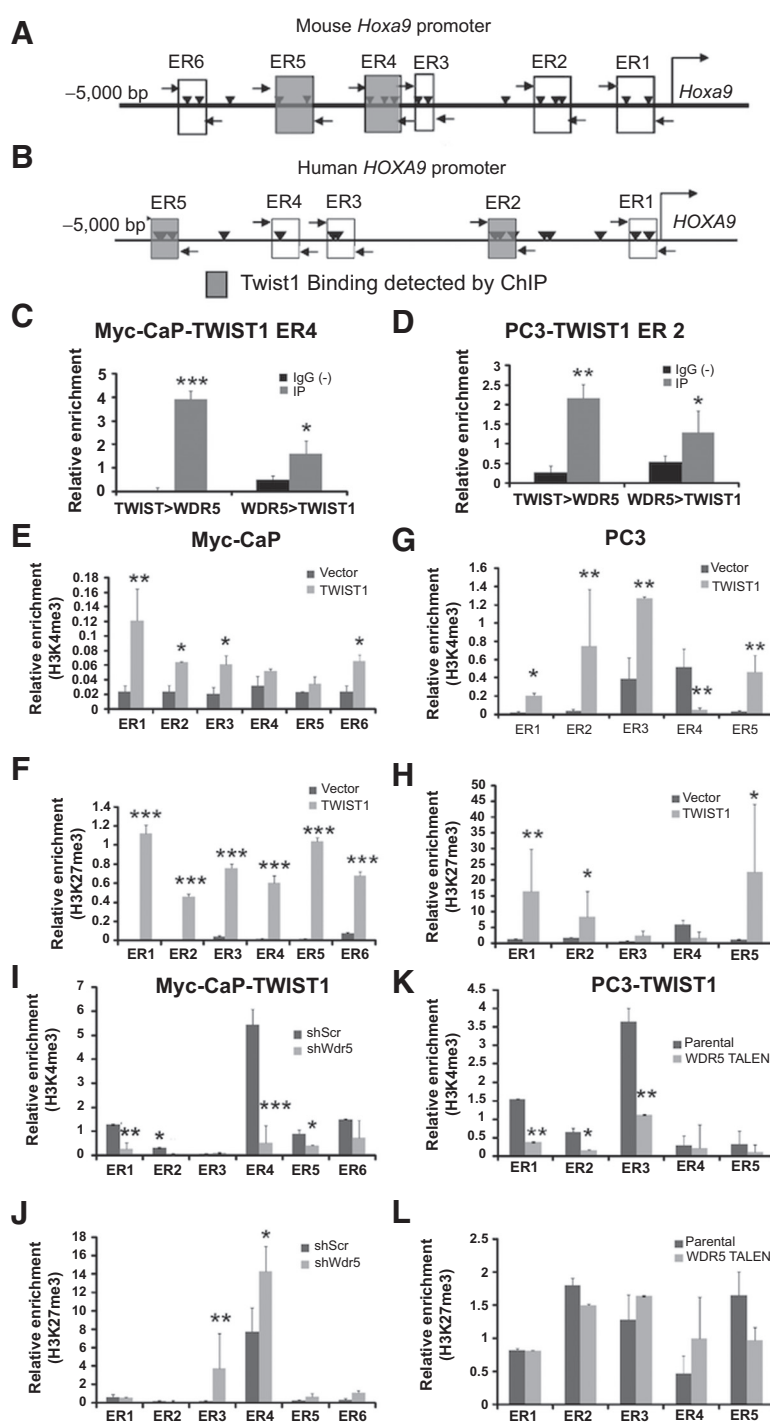 A
Mouse Hoxa9 promoter
ER6 ER5 ER4 ER3 ER2 ER1
–5,000 bp
Hoxa9
B
Human HOXA9 promoter
ER5 ER4 ER3 ER2 ER1
–5,000 bp
HOXA9
Twist1 Binding detected by ChIP
C
Myc-CaP-TWIST1 ER4
Relative enrichment
5
4
3
2
1
0
IgG (-)
IP
***
*
TWIST>WDR5 WDR5>TWIST1
D
PC3-TWIST1 ER 2
Relative enrichment
3
2.5
2
1.5
1
0.5
0
IgG (-)
IP
**
*
TWIST>WDR5 WDR5>TWIST1
E
Myc-CaP
Relative enrichment
(H3K4me3)
0.18
0.16
0.14
0.12
0.1
0.08
0.06
0.04
0.02
0
Vector
TWIST1
** * * *
ER1 ER2 ER3 ER4 ER5 ER6
G
PC3
Relative enrichment
(H3K4me3)
1.6
1.4
1.2
1
0.8
0.6
0.4
0.2
0
Vector
TWIST1
* ** ** ** **
ER1 ER2 ER3 ER4 ER5
F
Relative enrichment
(H3K27me3)
1.4
1.2
1
0.8
0.6
0.4
0.2
0
Vector
TWIST1
*** *** *** *** *** ***
ER1 ER2 ER3 ER4 ER5 ER6
H
Relative enrichment
(H3K27me3)
50
45
40
35
30
25
20
15
10
5
0
Vector
TWIST1
** * *
ER1 ER2 ER3 ER4 ER5
I
Myc-CaP-TWIST1
Relative enrichment
(H3K4me3)
7
6
5
4
3
2
1
0
shScr
shWdr5
** * *** *
ER1 ER2 ER3 ER4 ER5 ER6
K
PC3-TWIST1
Relative enrichment
(H3K4me3)
4.5
4
3.5
3
2.5
2
1.5
1
0.5
0
Parental
WDR5 TALEN
** * **
ER1 ER2 ER3 ER4 ER5
J
Relative enrichment
(H3K27me3)
18
16
14
12
10
8
6
4
2
0
shScr
shWdr5
** *
ER1 ER2 ER3 ER4 ER5 ER6
L
Relative enrichment
(H3K27me3)
2.5
2
1.5
1
0.5
0
Parental
WDR5 TALEN
ER1 ER2 ER3 ER4 ER5